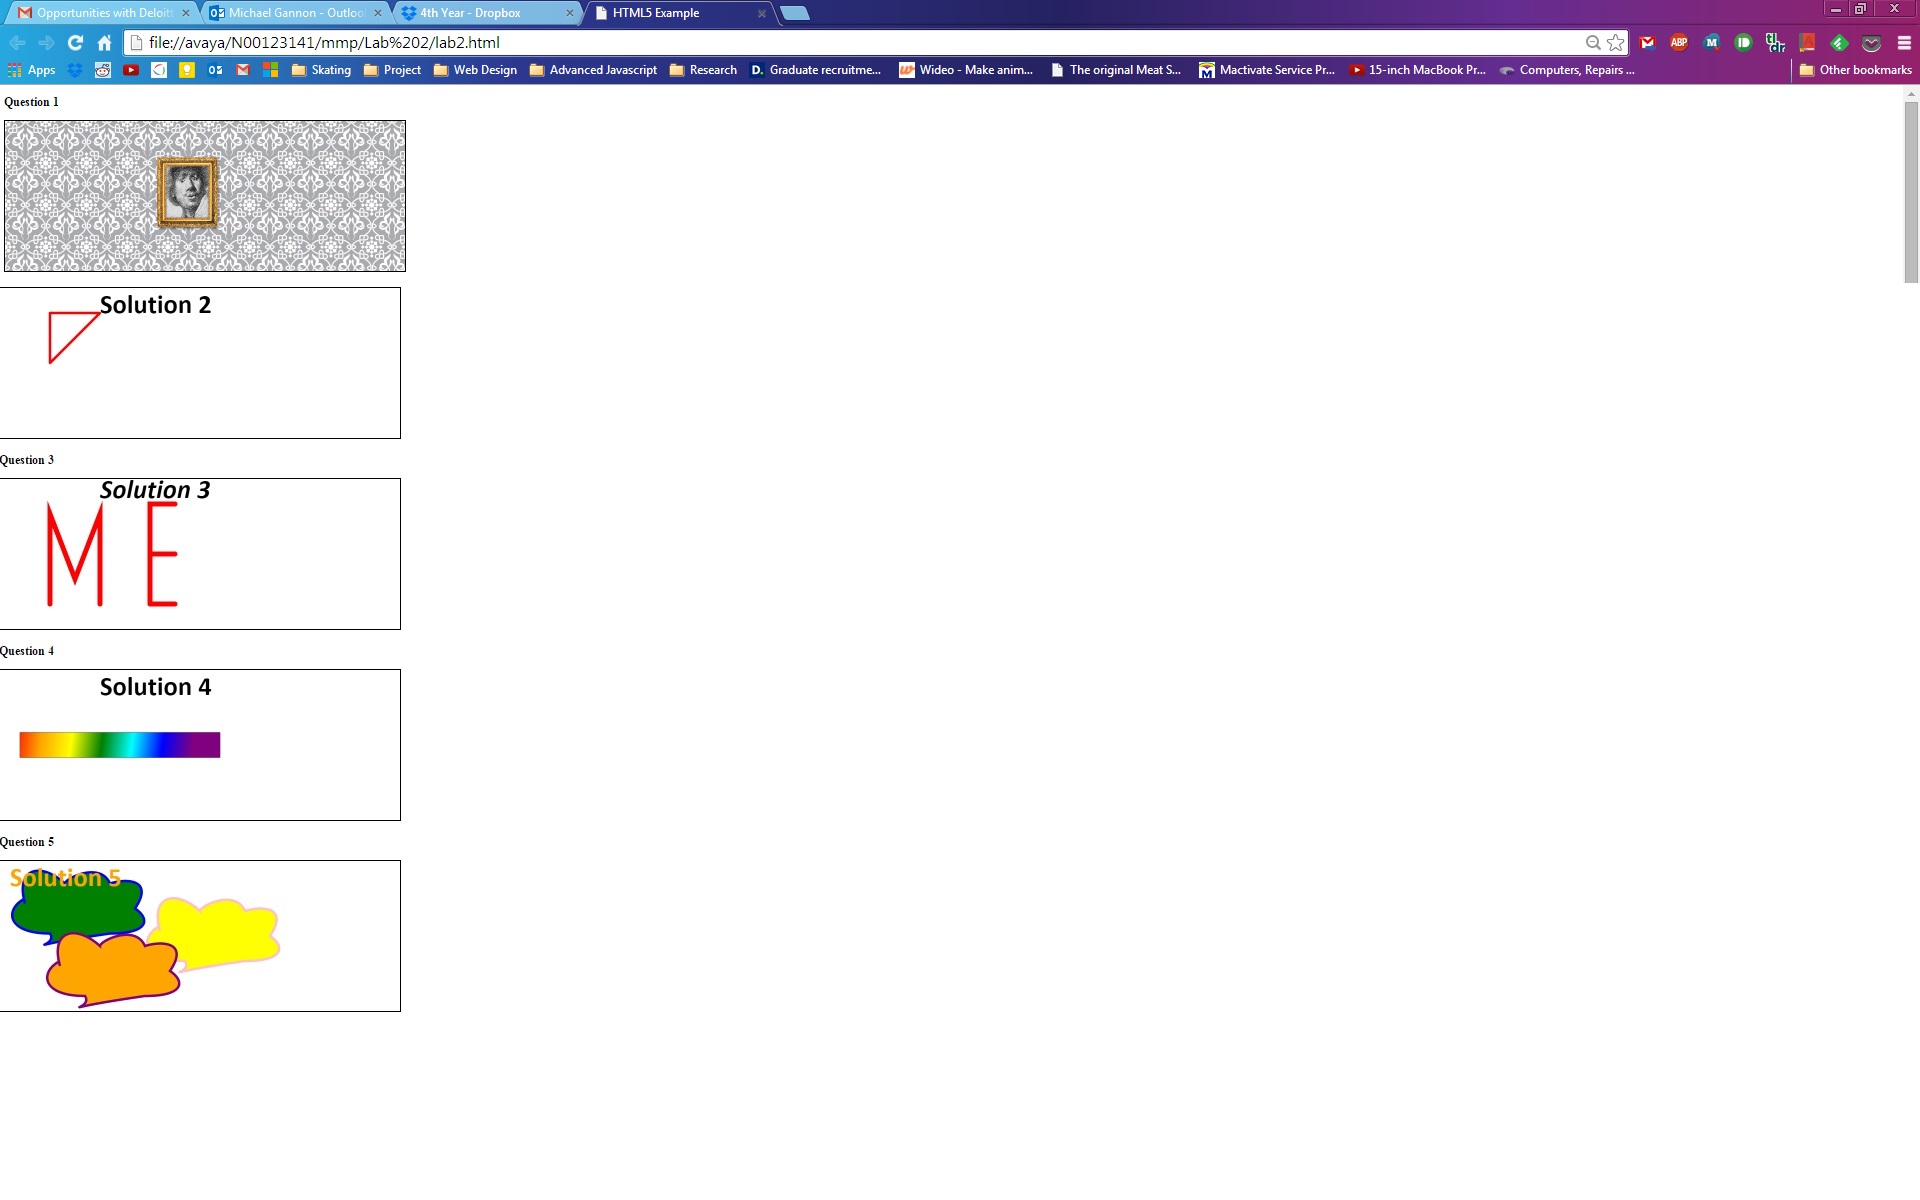 Opportunities with Deloitt
Michael Gannon - Outloo
4th Year - Dropbox
HTML5 Example
file://avaya/N00123141/mmp/Lab%202/lab2.html
ABP
M
Apps
Skating
Project
Web Design
Advanced Javascript
Research
D. Graduate recruitme...
Wideo - Make anim...
The original Meat S...
Mactivate Service Pr...
15-inch MacBook Pr...
Computers, Repairs ...
Other bookmarks
Question 1
Solution 2
Question 3
Solution 3
M E
Question 4
Solution 4
Question 5
Solution 5